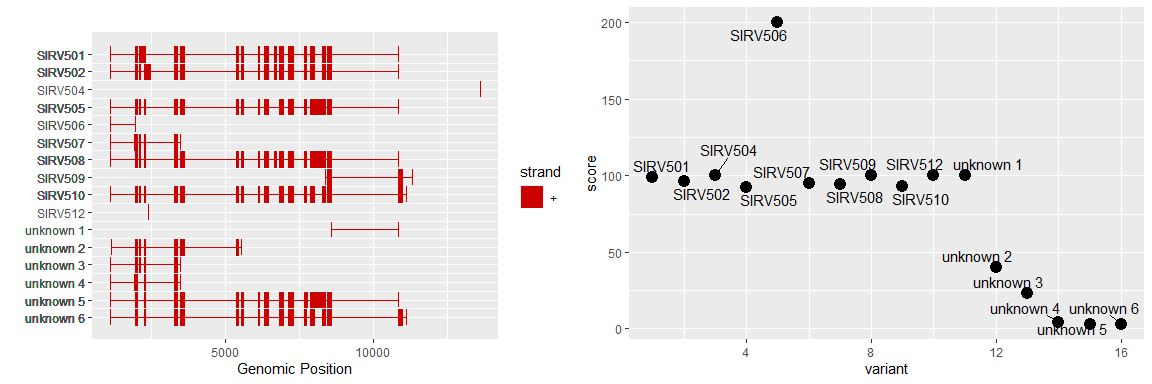 SIRV501
SIRV502
SIRV504
SIRV505
SIRV506
SIRV507
SIRV508
SIRV509
SIRV510
SIRV512
unknown 1
unknown 2
unknown 3
unknown 4
unknown 5
unknown 6
5000 10000
Genomic Position
strand
+
200
150
100
50
0
score
SIRV506
SIRV504
SIRV501
SIRV507
SIRV509
SIRV512
unknown 1
SIRV502
SIRV505
SIRV508
SIRV510
unknown 2
unknown 3
unknown 4
unknown 6
unknown 5
4 8 12 16
variant